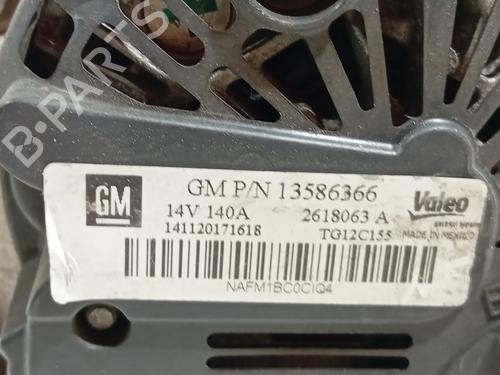 B-PARTS
GM
GM P/N 13586366
14V 140A
2618063 A
141120171618
TG12C155
Valeo
MADE IN MEXICO
NAFM1BC0CIQ4